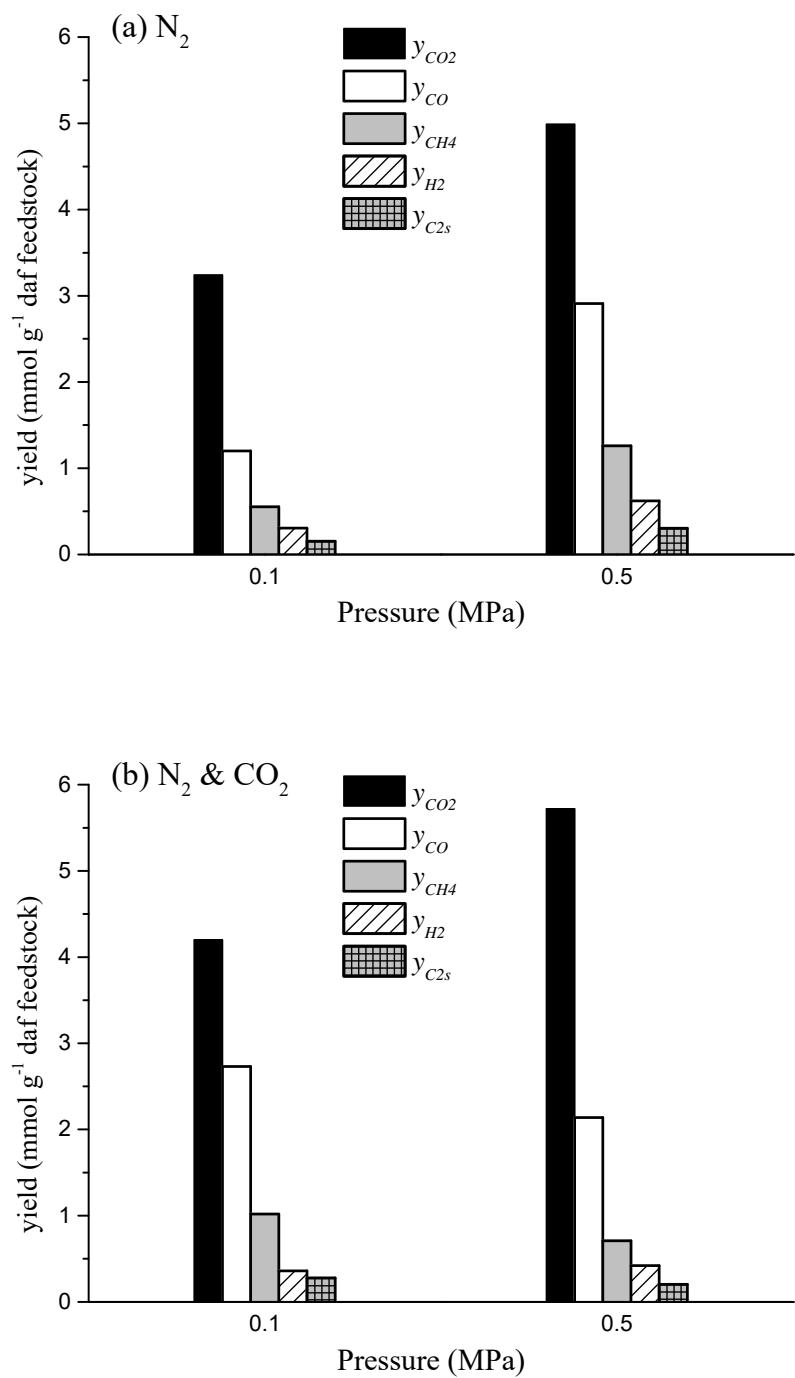 (a) N2
yCO2
yCO
yCH4
yH2
yC2s
yield (mmol g-1 daf feedstock)
6
5
4
3
2
1
0
0.1 0.5
Pressure (MPa)
(b) N2 & CO2
yCO2
yCO
yCH4
yH2
yC2s
yield (mmol g-1 daf feedstock)
6
5
4
3
2
1
0
0.1 0.5
Pressure (MPa)